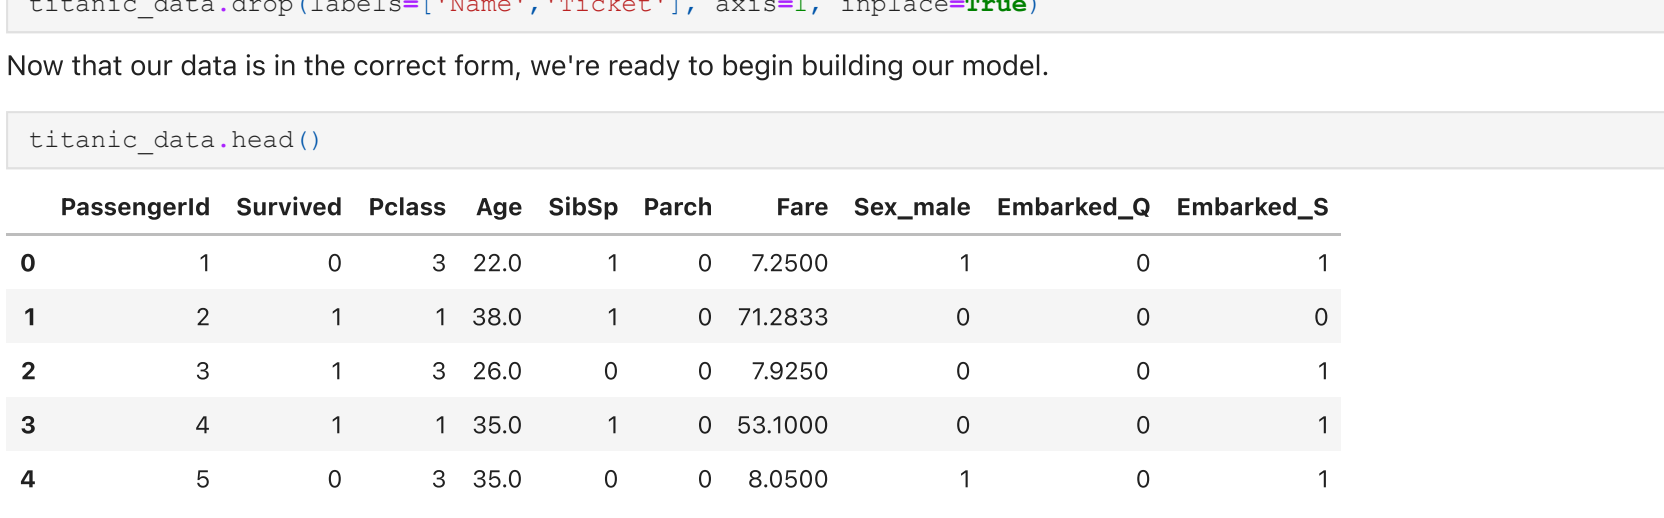 titanic_data.drop(labels=['Name','Ticket'], axis=1, inplace=True)
Now that our data is in the correct form, we're ready to begin building our model.
titanic_data.head()
PassengerId Survived Pclass Age SibSp Parch Fare Sex_male Embarked_Q Embarked_S
0 1 0 3 22.0 1 0 7.2500 1 0 1
1 2 1 1 38.0 1 0 71.2833 0 0 0
2 3 1 3 26.0 0 0 7.9250 0 0 1
3 4 1 1 35.0 1 0 53.1000 0 0 1
4 5 0 3 35.0 0 0 8.0500 1 0 1